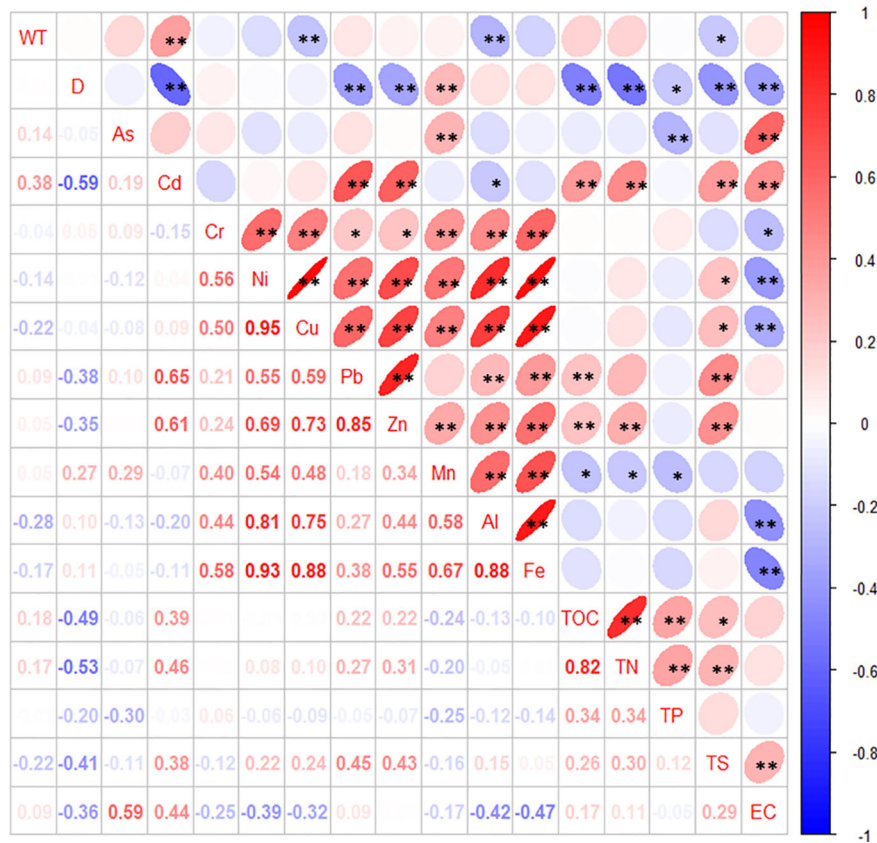 WT ** ** ** *
D ** ** ** ** ** ** * ** **
0.14 -0.05 As ** ** **
0.38 -0.59 0.19 Cd ** ** * ** ** ** **
-0.04 0.05 0.09 -0.15 Cr ** ** * * ** ** ** *
-0.14 -0.12 0.04 0.56 Ni ** ** ** ** ** ** * **
-0.22 -0.04 -0.08 0.09 0.50 0.95 Cu ** ** ** ** ** * **
0.09 -0.38 0.10 0.65 0.21 0.55 0.59 Pb ** ** ** ** **
0.05 -0.35 0.61 0.24 0.69 0.73 0.85 Zn ** ** ** ** ** **
0.05 0.27 0.29 -0.07 0.40 0.54 0.48 0.18 0.34 Mn ** ** * * *
-0.28 0.10 -0.13 -0.20 0.44 0.81 0.75 0.27 0.44 0.58 Al ** **
-0.17 0.11 -0.05 -0.11 0.58 0.93 0.88 0.38 0.55 0.67 0.88 Fe **
0.18 -0.49 -0.06 0.39 0.22 0.22 -0.24 -0.13 -0.10 TOC ** ** *
0.17 -0.53 -0.07 0.46 0.08 0.10 0.27 0.31 -0.20 -0.05 0.82 TN ** **
-0.20 -0.30 -0.03 0.06 -0.06 -0.09 -0.05 -0.07 -0.25 -0.12 -0.14 0.34 0.34 TP
-0.22 -0.41 -0.11 0.38 -0.12 0.22 0.24 0.45 0.43 -0.16 0.15 0.05 0.26 0.30 0.12 TS **
0.09 -0.36 0.59 0.44 -0.25 -0.39 -0.32 0.09 -0.17 -0.42 -0.47 0.17 0.11 -0.05 0.29 EC
1
0.8
0.6
0.4
0.2
0
-0.2
-0.4
-0.6
-0.8
-1